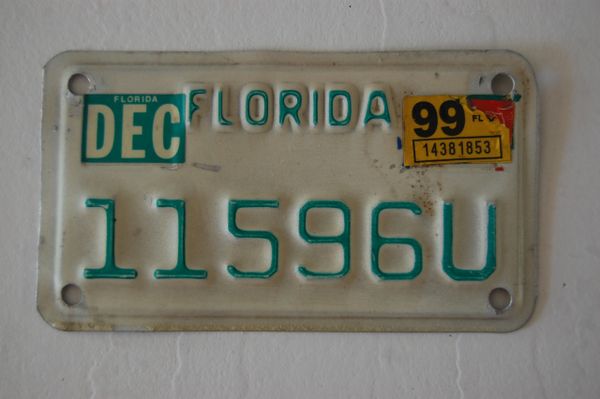 FLORIDA
DEC
FLORIDA
99 FL
14381853
11596U